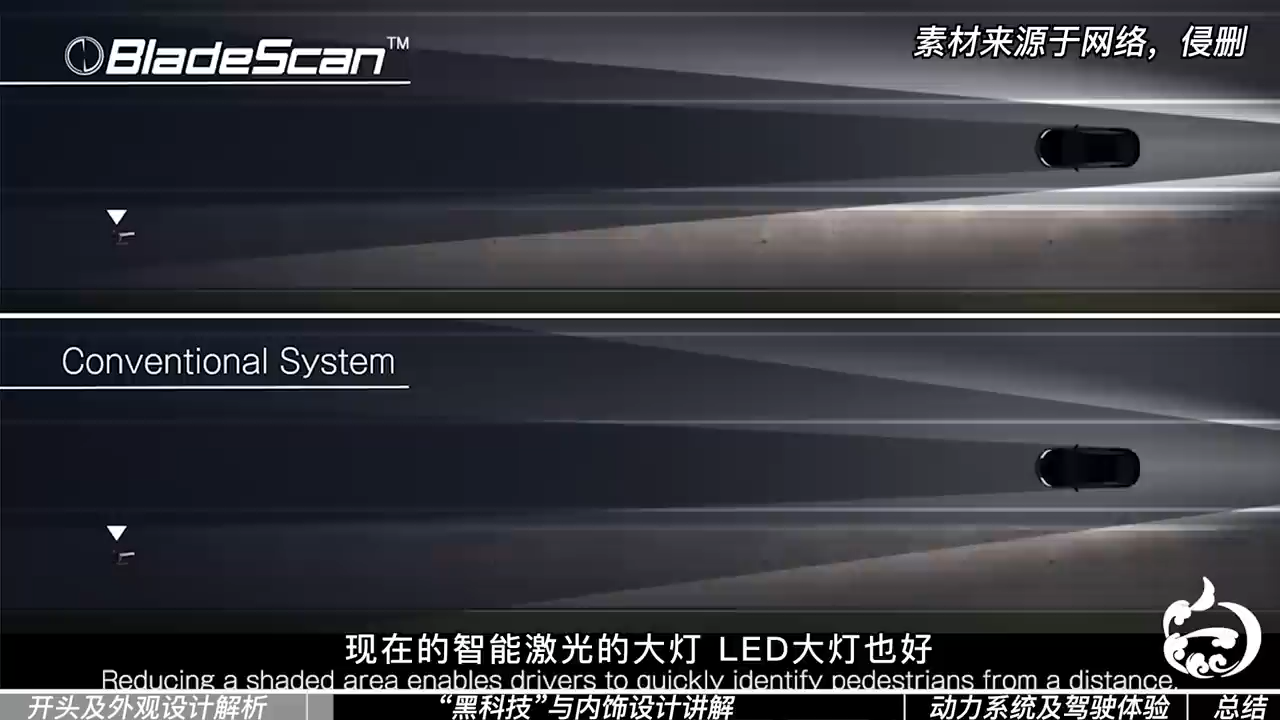 BladeScan™
素材来源于网络，侵删
Conventional System
现在的智能激光的大灯 LED大灯也好
Reducing a shaded area enables drivers to quickly identify pedestrians from a distance.
开头及外观设计解析
“黑科技”与内饰设计讲解
动力系统及驾驶体验
总结